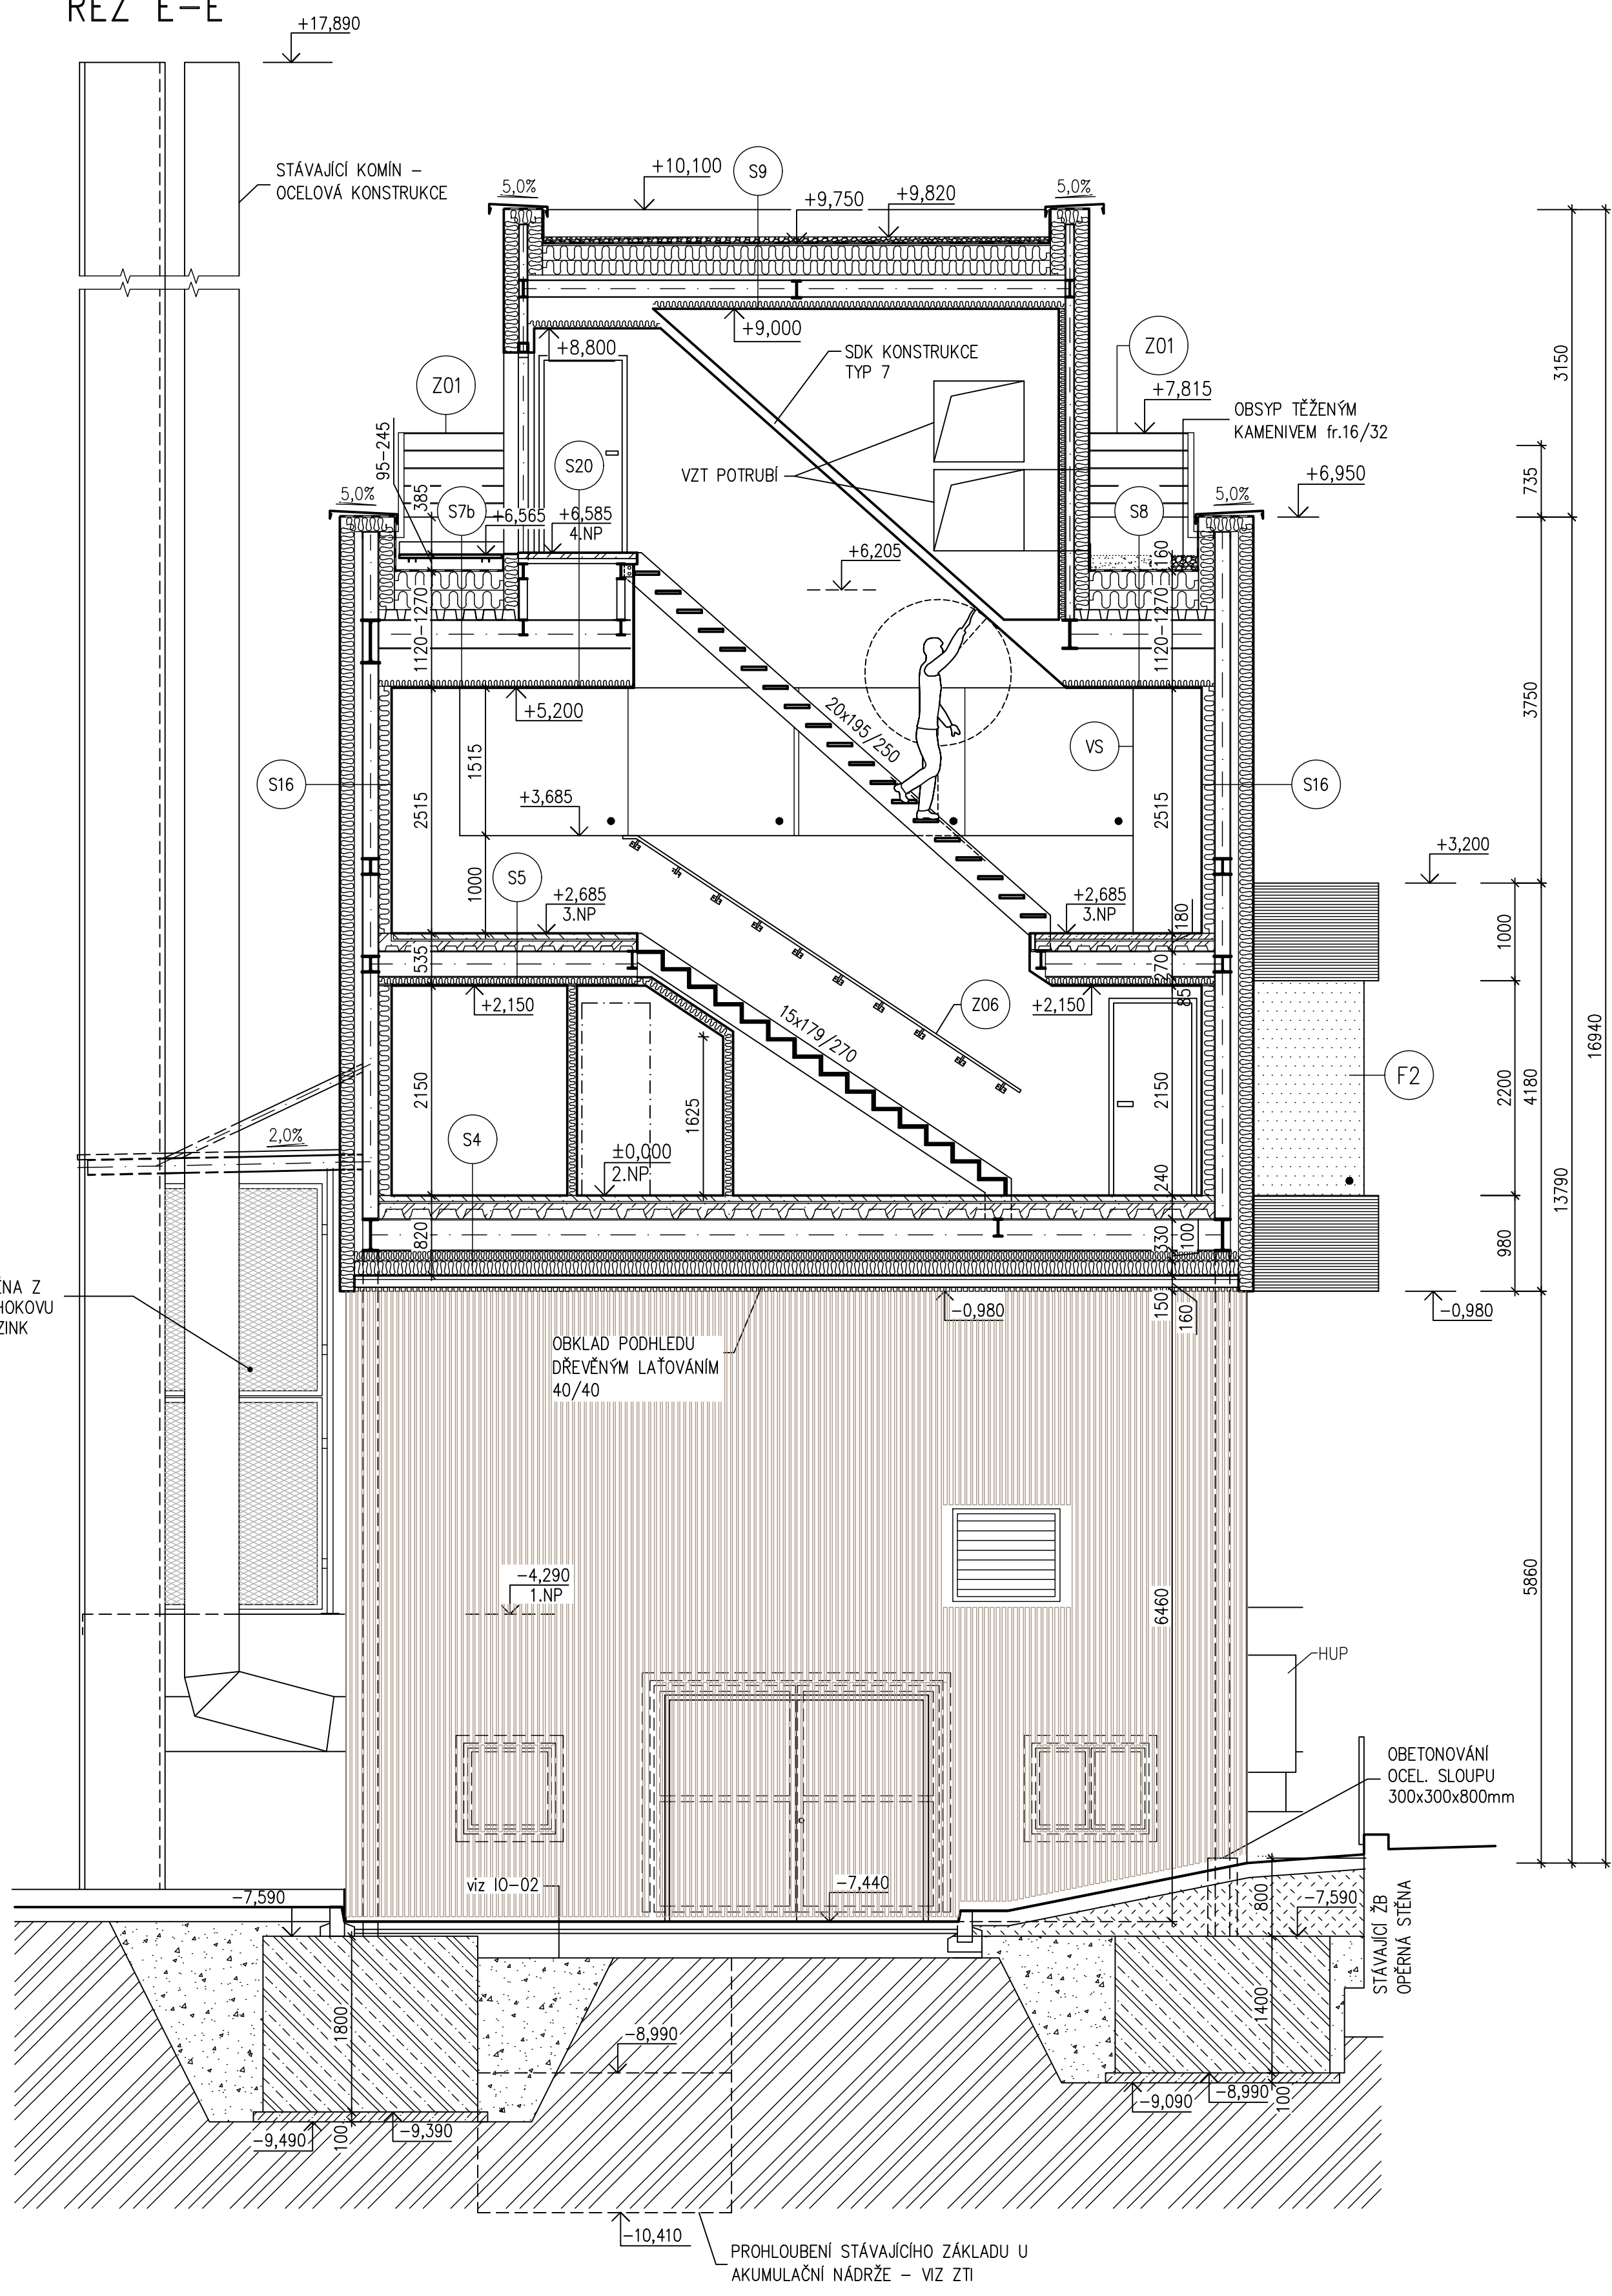 ŘEZ E-E
+17,890
STÁVAJÍCÍ KOMÍN –
OCELOVÁ KONSTRUKCE
5,0%
+10,100
S9
+9,750
+9,820
5,0%
+9,000
+8,800
SDK KONSTRUKCE
TYP 7
Z01
Z01
+7,815
OBSYP TĚŽENÝM
KAMENIVEM fr.16/32
3150
95-245
385
S20
VZT POTRUBÍ
735
5,0%
S7b
+6,565
+6,585
4.NP
S8
5,0%
+6,950
+6,205
160
1120-1270
1120-1270
+5,200
20x195/250
VS
3750
S16
1515
2515
+3,685
S16
2515
+3,200
S5
1000
+2,685
3.NP
+2,685
3.NP
180
535
270
85
1000
+2,150
Z06
+2,150
15x179/270
16940
F2
2150
1625
2150
2200
4180
S4
2,0%
±0,000
2.NP
240
13790
820
330
100
980
ĚNA Z
HOKOVU
ZINK
-0,980
150
160
-0,980
OBKLAD PODHLEDU
DŘEVĚNÝM LAŤOVÁNÍM
40/40
-4,290
1.NP
6460
5860
HUP
OBETONOVÁNÍ
OCEL. SLOUPU
300x300x800mm
viz IO-02
-7,440
-7,590
800
-7,590
STÁVAJÍCÍ ŽB
OPĚRNÁ STĚNA
1800
1400
-8,990
-9,090
-8,990
100
-9,490
100
-9,390
-10,410
PROHLOUBENÍ STÁVAJÍCÍHO ZÁKLADU U
AKUMULAČNÍ NÁDRŽE – VIZ ZTI